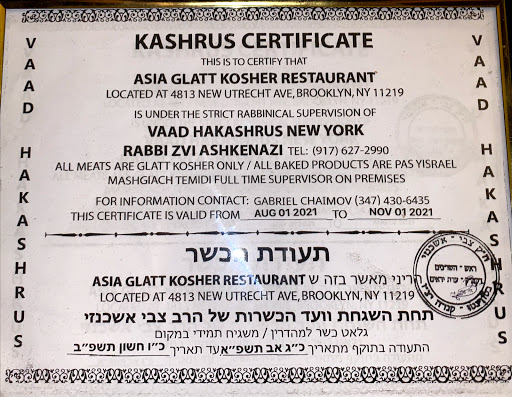 KASHRUS CERTIFICATE
THIS IS TO CERTIFY THAT
ASIA GLATT KOSHER RESTAURANT
LOCATED AT 4813 NEW UTRECHT AVE, BROOKLYN, NY 11219
IS UNDER THE STRICT RABBINICAL SUPERVISION OF
VAAD HAKASHRUS NEW YORK
RABBI ZVI ASHKENAZI TEL: (917) 627-2990
ALL MEATS ARE GLATT KOSHER ONLY / ALL BAKED PRODUCTS ARE PAS YISRAEL
MASHGIACH TEMIDI FULL TIME SUPERVISOR ON PREMISES
FOR INFORMATION CONTACT: GABRIEL CHAIMOV (347) 430-6435
THIS CERTIFICATE IS VALID FROM AUG 01 2021 TO NOV 01 2021
תעודת הכשר
הריני מאשר בזה ש ASIA GLATT KOSHER RESTAURANT
LOCATED AT 4813 NEW UTRECHT AVE, BROOKLYN, NY 11219
תחת השגחת וועד הכשרות של הרב צבי אשכנזי
גלאט כשר למהדרין / משגיח תמידי במקום
התעודה בתוקף מתאריך כ"ג אב תשפ"א עד תאריך כ"ו חשון תשפ"ב
VAAD HAKASHRUS
VAAD HAKASHRUS